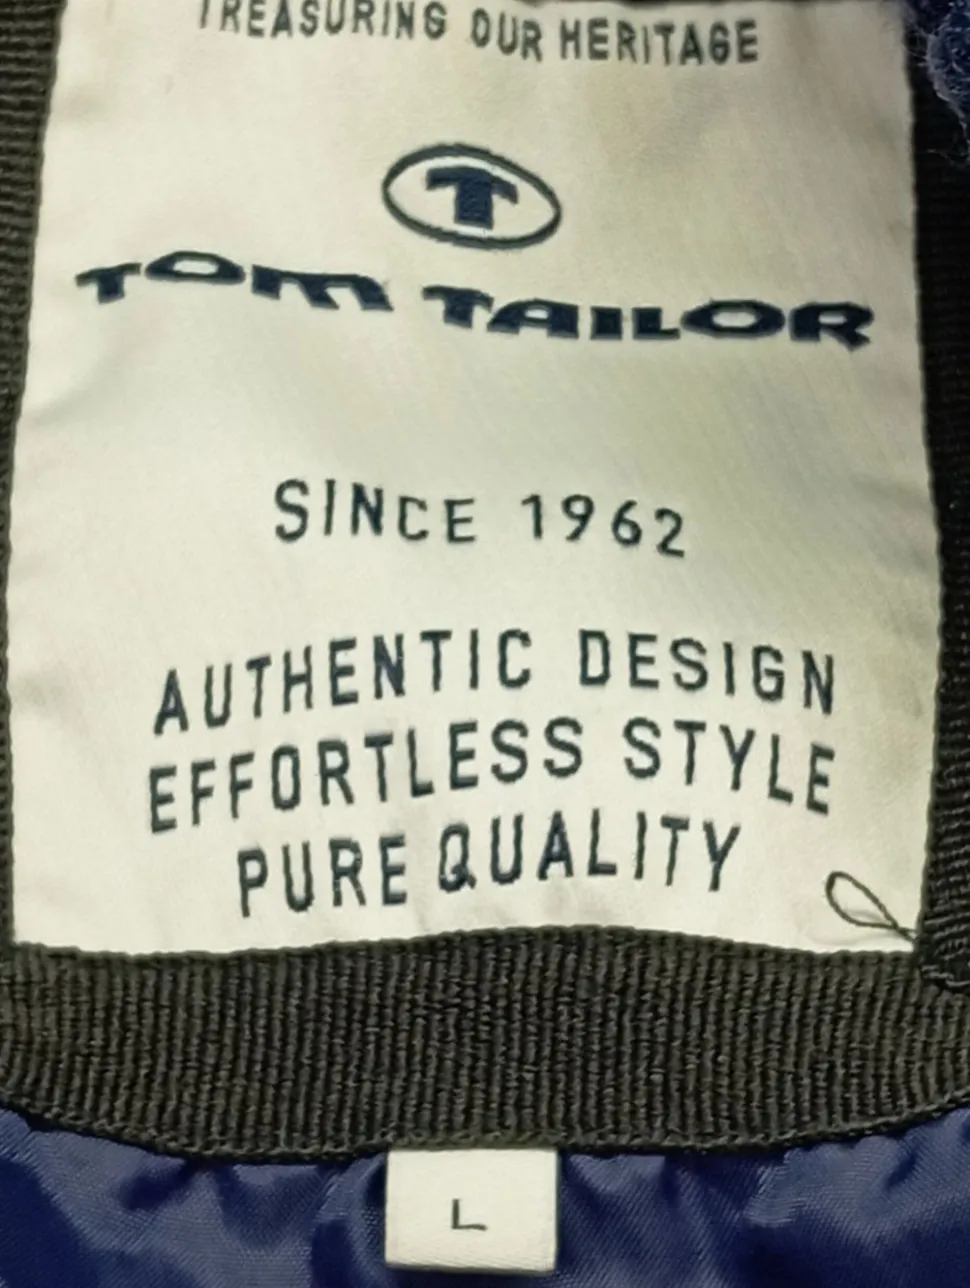 TREASURING OUR HERITAGE
T
TOM TAILOR
SINCE 1962
AUTHENTIC DESIGN
EFFORTLESS STYLE
PURE QUALITY
L